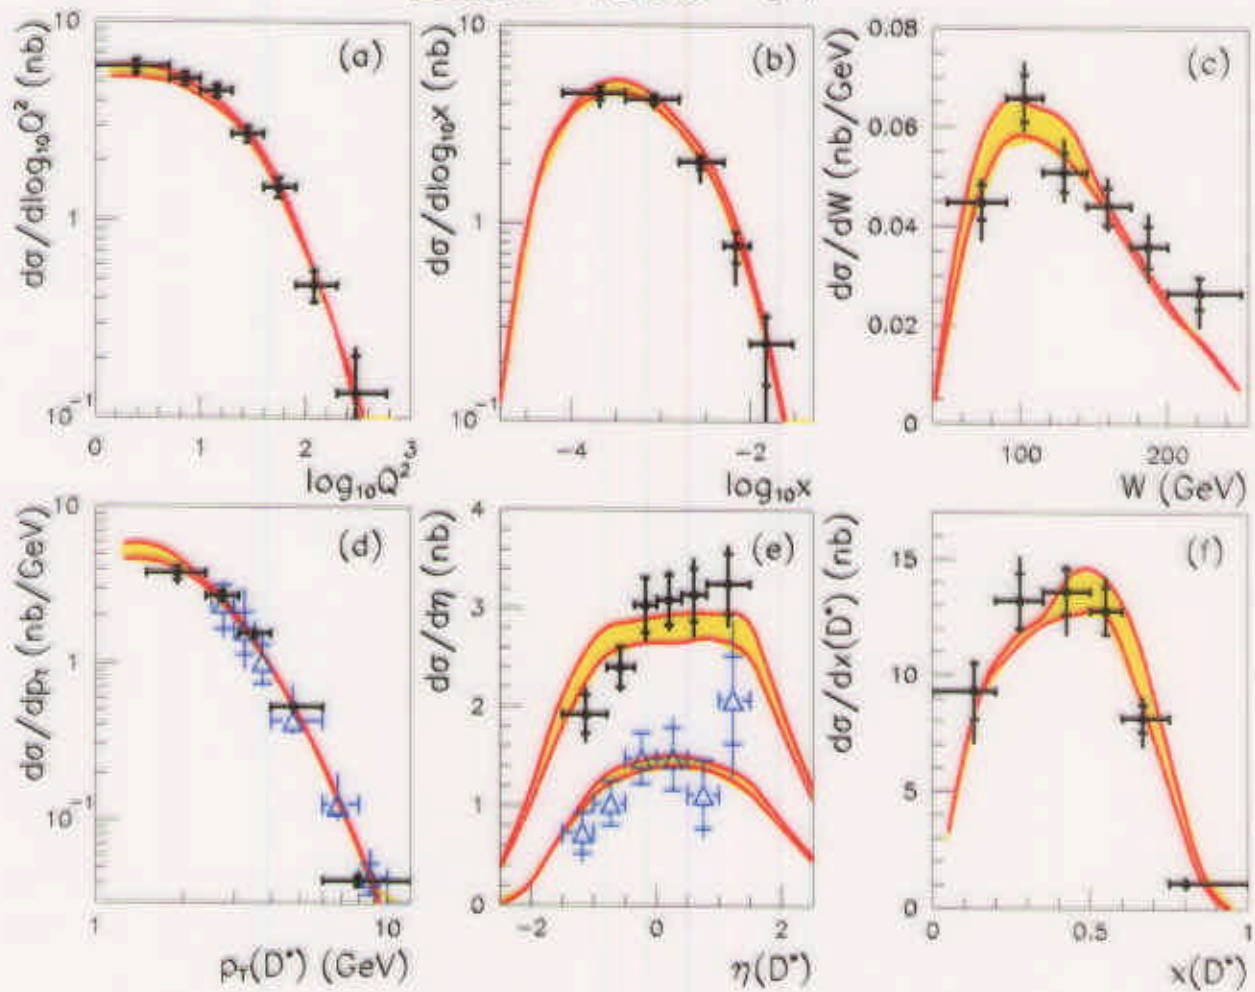 (a)
dσ/dlog₁₀Q² (nb)
10
1
10⁻¹
0 1 2 3
log₁₀Q²
(b)
dσ/dlog₁₀x (nb)
10
1
10⁻¹
−4 −2
log₁₀x
(c)
dσ/dW (nb/GeV)
0.08
0.06
0.04
0.02
0
100 200
W (GeV)
(d)
dσ/dp_T (nb/GeV)
10
1
10⁻¹
1 10
p_T(D*) (GeV)
(e)
dσ/dη (nb)
4
3
2
1
0
−2 0 2
η(D*)
(f)
dσ/dx(D*) (nb)
15
10
5
0
0 0.5 1
x(D*)